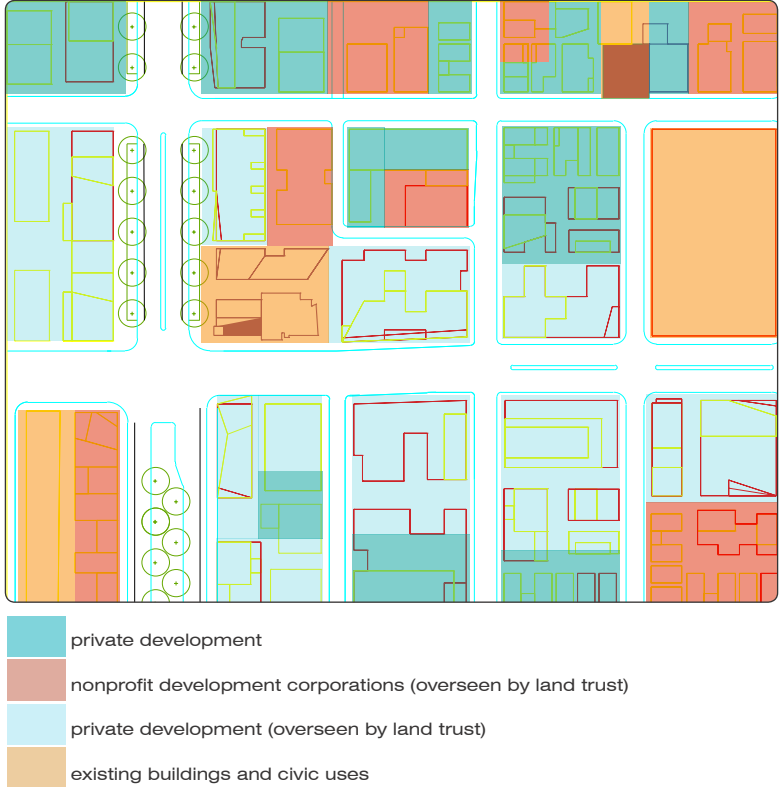 private development
nonprofit development corporations (overseen by land trust)
private development (overseen by land trust)
existing buildings and civic uses